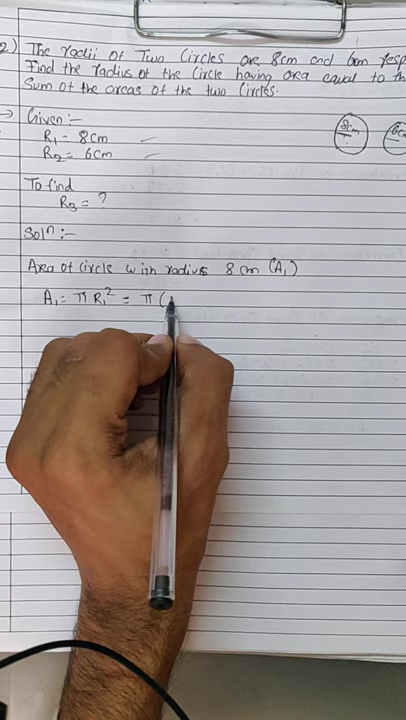 2) The radii of Two Circles are 8cm and 6cm resp
Find the radius of the Circle having area equal to th
Sum of the areas of the two Circles.
→ Given:-
R₁ = 8cm
R₂ = 6cm
8cm
6c
To find
R₃ = ?
Solⁿ :-
Area of circle with radius 8 cm (A₁)
A₁ = π R₁² = π (